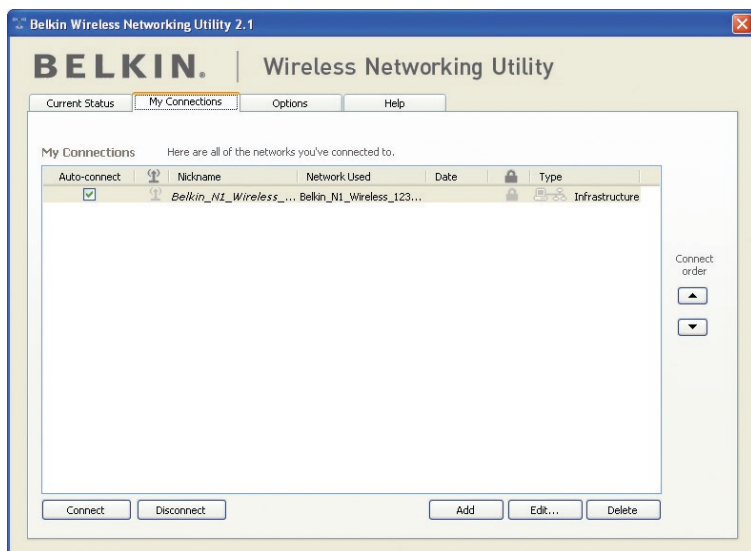 Belkin Wireless Networking Utility 2.1
BELKIN. | Wireless Networking Utility
Current Status My Connections Options Help
My Connections Here are all of the networks you've connected to.
Auto-connect Nickname Network Used Date Type
Belkin_N1_Wireless_... Belkin_N1_Wireless_123... Infrastructure
Connect
order
Connect Disconnect Add Edit... Delete